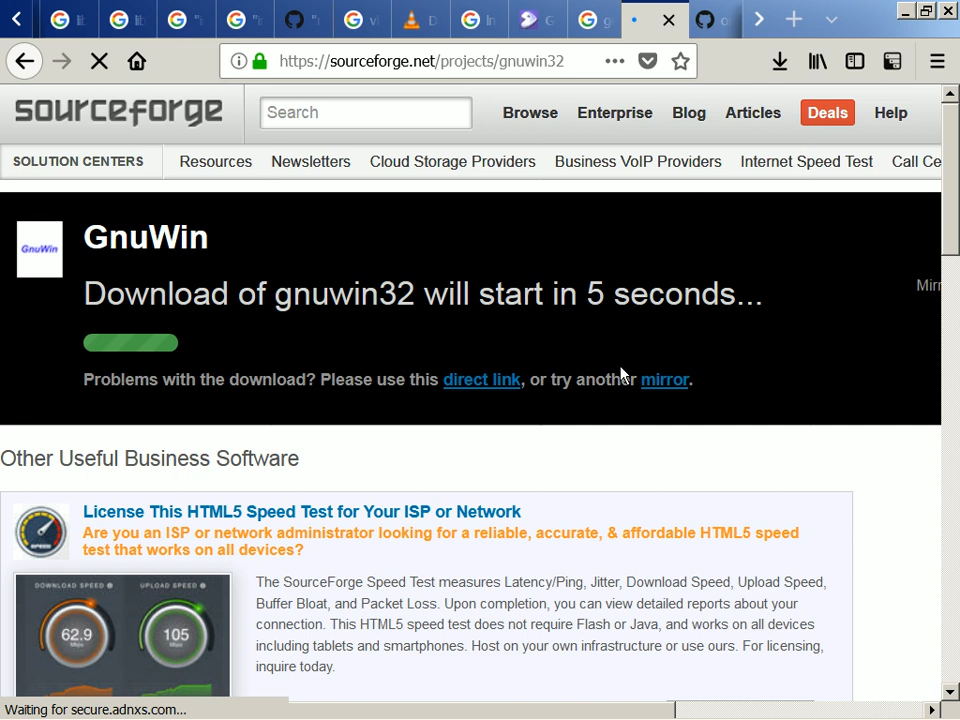 https://sourceforge.net/projects/gnuwin32
sourceforge
Search
Browse Enterprise Blog Articles Deals Help
SOLUTION CENTERS Resources Newsletters Cloud Storage Providers Business VoIP Providers Internet Speed Test Call Ce
GnuWin
GnuWin
Download of gnuwin32 will start in 5 seconds...
Mirr
Problems with the download? Please use this direct link, or try another mirror.
Other Useful Business Software
License This HTML5 Speed Test for Your ISP or Network
Are you an ISP or network administrator looking for a reliable, accurate, & affordable HTML5 speed
test that works on all devices?
DOWNLOAD SPEED UPLOAD SPEED
62.9
Mbps
105
Mbps
The SourceForge Speed Test measures Latency/Ping, Jitter, Download Speed, Upload Speed,
Buffer Bloat, and Packet Loss. Upon completion, you can view detailed reports about your
connection. This HTML5 speed test does not require Flash or Java, and works on all devices
including tablets and smartphones. Host on your own infrastructure or use ours. For licensing,
inquire today.
Waiting for secure.adnxs.com...